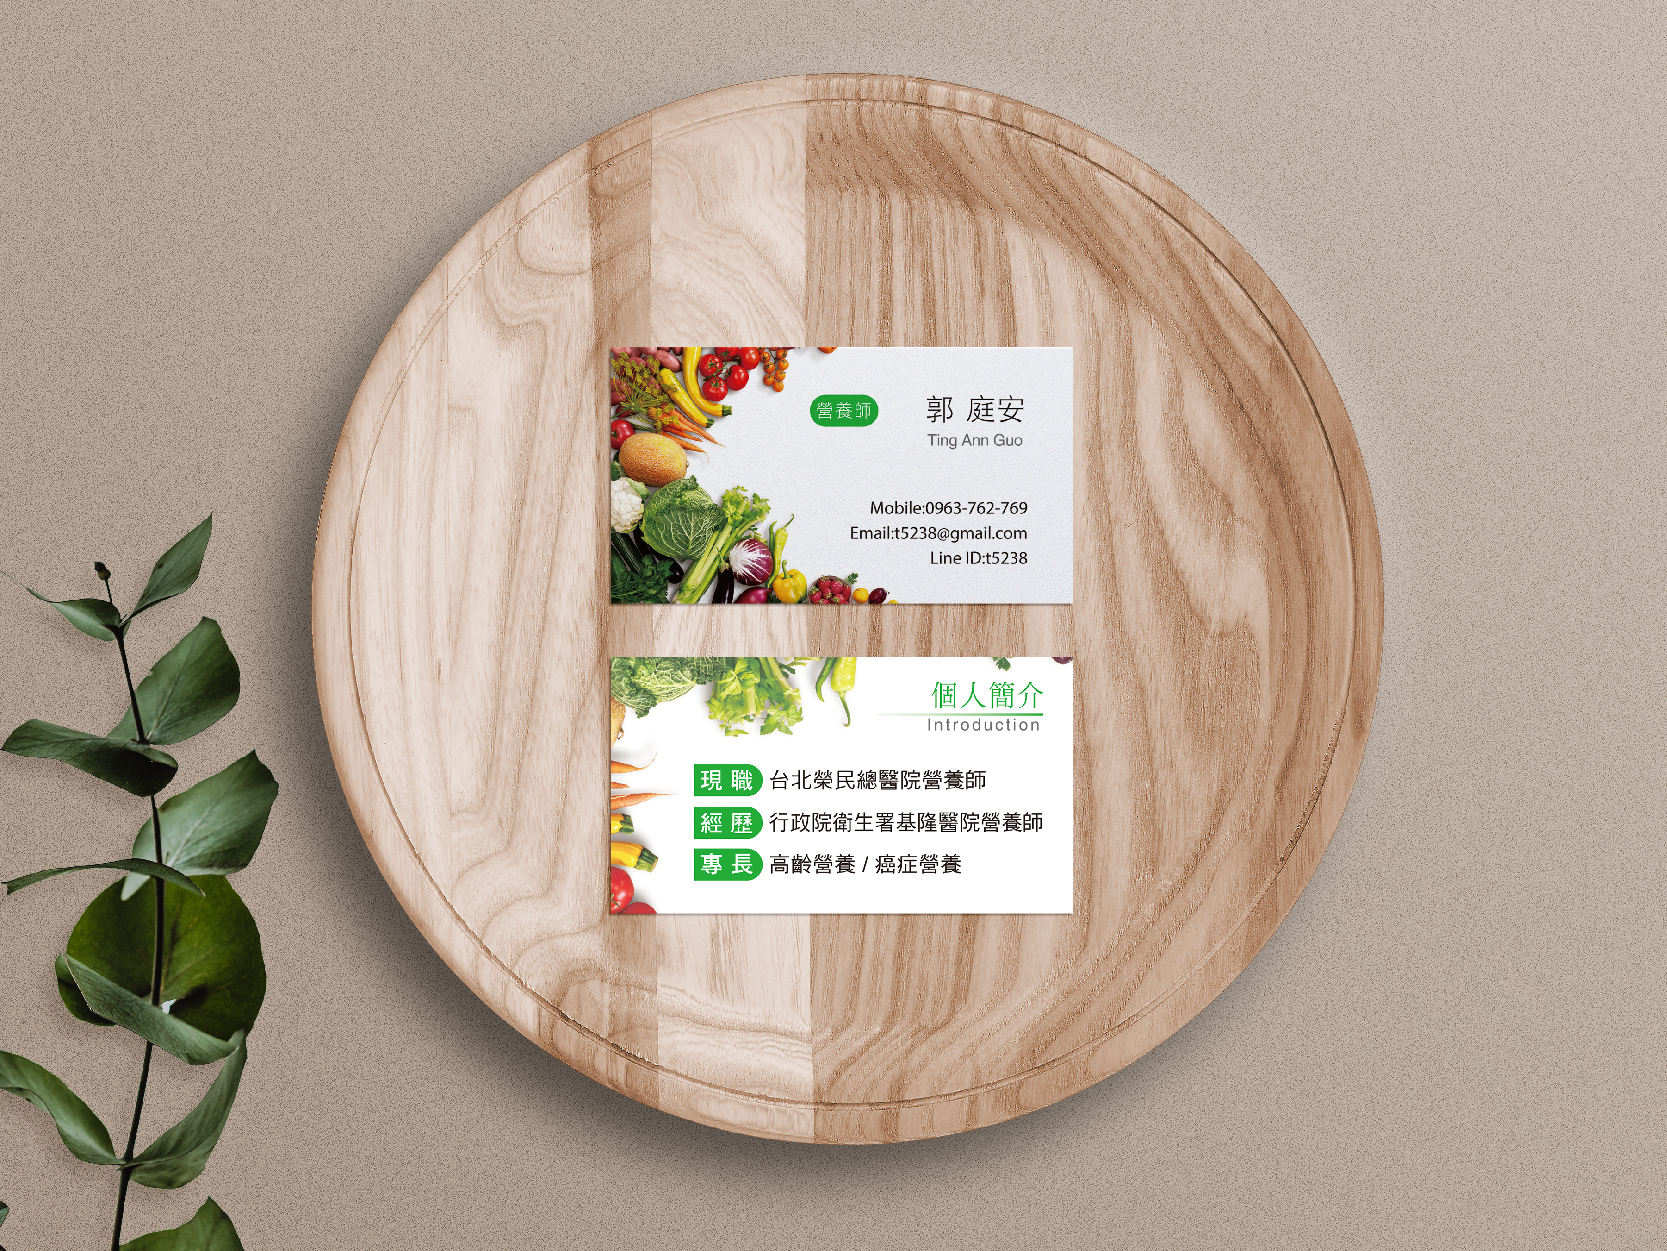 營養師 郭 庭安
Ting Ann Guo
Mobile:0963-762-769
Email:t5238@gmail.com
Line ID:t5238
個人簡介
Introduction
現 職 台北榮民總醫院營養師
經 歷 行政院衛生署基隆醫院營養師
專 長 高齡營養 / 癌症營養